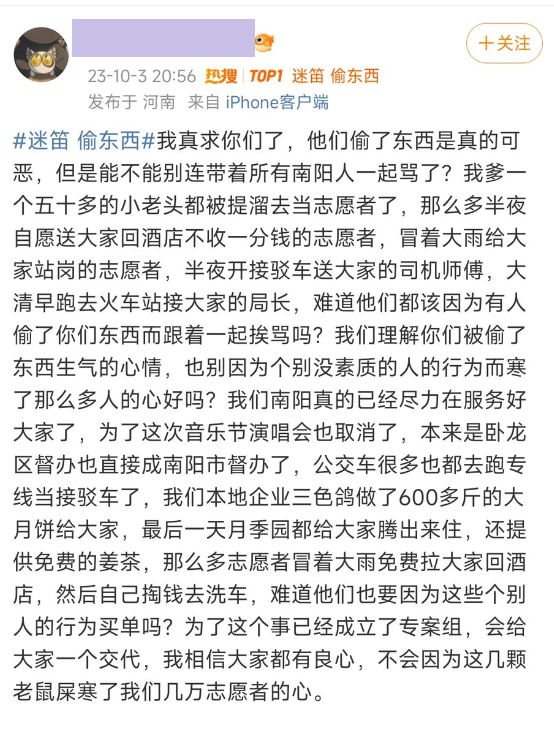 +关注
23-10-3 20:56 热搜 TOP1 迷笛 偷东西
发布于 河南 来自 iPhone客户端
#迷笛 偷东西#我真求你们了，他们偷了东西是真的可
恶，但是能不能别连带着所有南阳人一起骂了？我爹一
个五十多的小老头都被提溜去当志愿者了，那么多半夜
自愿送大家回酒店不收一分钱的志愿者，冒着大雨给大
家站岗的志愿者，半夜开接驳车送大家的司机师傅，大
清早跑去火车站接大家的局长，难道他们都该因为有人
偷了你们东西而跟着一起挨骂吗？我们理解你们被偷了
东西生气的心情，也别因为个别没素质的人的行为而寒
了那么多人的心好吗？我们南阳真的已经尽力在服务好
大家了，为了这次音乐节演唱会也取消了，本来是卧龙
区督办也直接成南阳市督办了，公交车很多也都去跑专
线当接驳车了，我们本地企业三色鸽做了600多斤的大
月饼给大家，最后一天月季园都给大家腾出来住，还提
供免费的姜茶，那么多志愿者冒着大雨免费拉大家回酒
店，然后自己掏钱去洗车，难道他们也要因为这些个别
人的行为买单吗？为了这个事已经成立了专案组，会给
大家一个交代，我相信大家都有良心，不会因为这几颗
老鼠屎寒了我们几万志愿者的心。